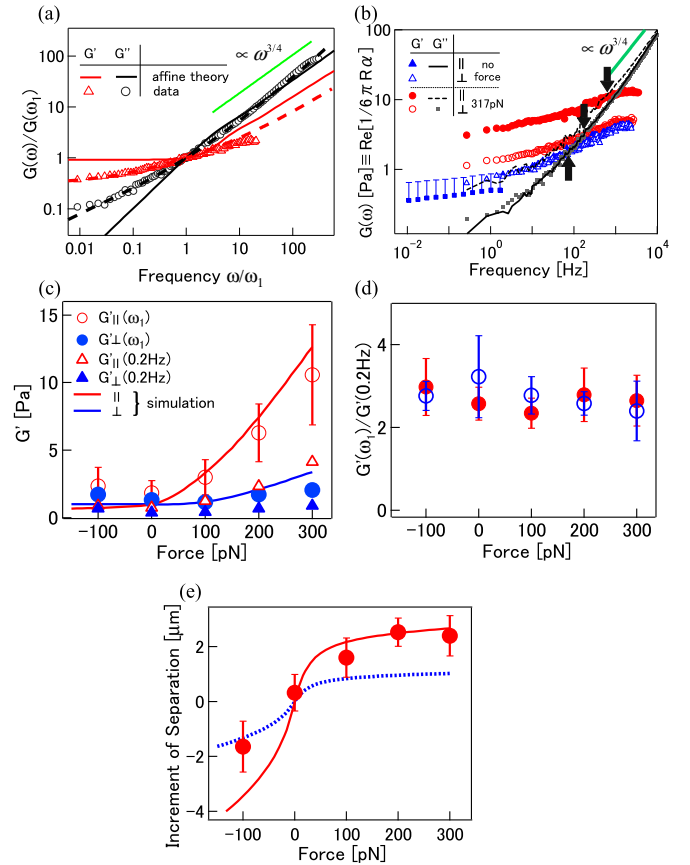 (a)
G(ω)/G(ω₁)
100
10
1
0.1
G' G''
affine theory
data
∝ ω^3/4
0.01 0.1 1 10 100
Frequency ω/ω₁
(b)
G(ω) [Pa]≡Re[1/6πRα]
100
10
1
G' G''
∥ no
⊥ force
∥
⊥ 317pN
∝ ω^3/4
10^-2 10^0 10^2 10^4
Frequency [Hz]
(c)
G' [Pa]
15
10
5
0
G'∥(ω₁)
G'⊥(ω₁)
G'∥(0.2Hz)
G'⊥(0.2Hz)
∥
⊥ } simulation
-100 0 100 200 300
Force [pN]
(d)
G'(ω₁)/G'(0.2Hz)
4
2
0
-100 0 100 200 300
Force [pN]
(e)
Increment of Separation [μm]
2
0
-2
-4
-100 0 100 200 300
Force [pN]